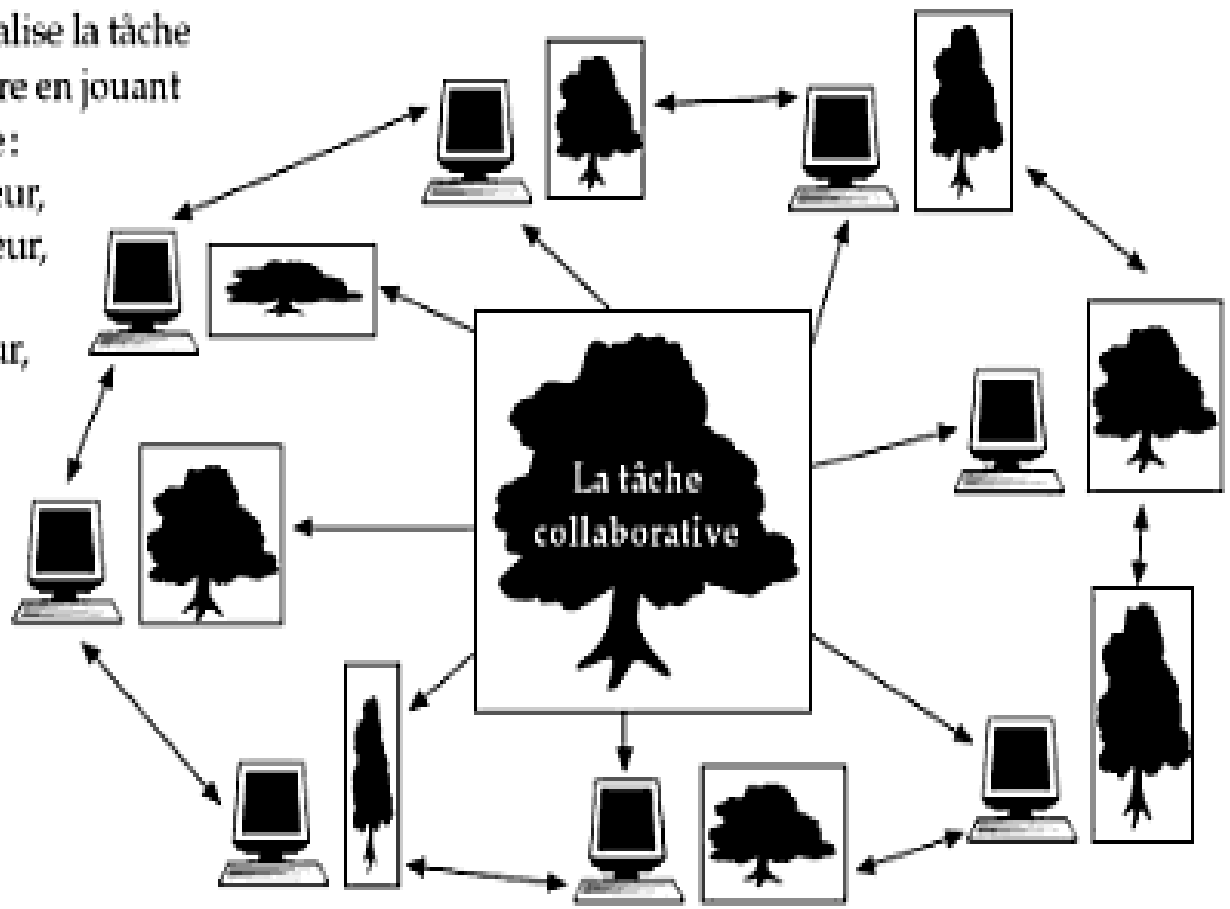 alise la tâche
re en jouant
e :
eur,
eur,
ur,
La tâche
collaborative